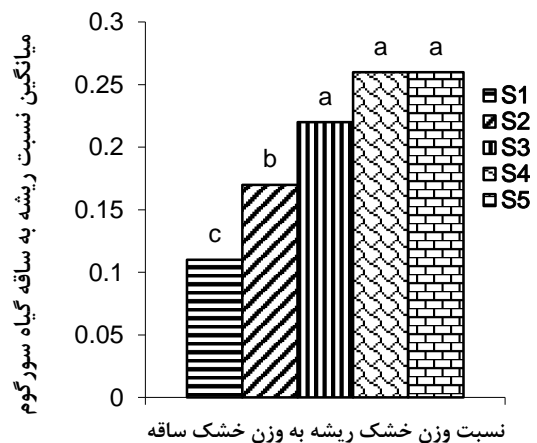 میانگین نسبت ریشه به ساقه گیاه سورگوم
0.3
0.25
0.2
0.15
0.1
0.05
0
c
b
a
a
a
S1
S2
S3
S4
S5
نسبت وزن خشک ریشه به وزن خشک ساقه